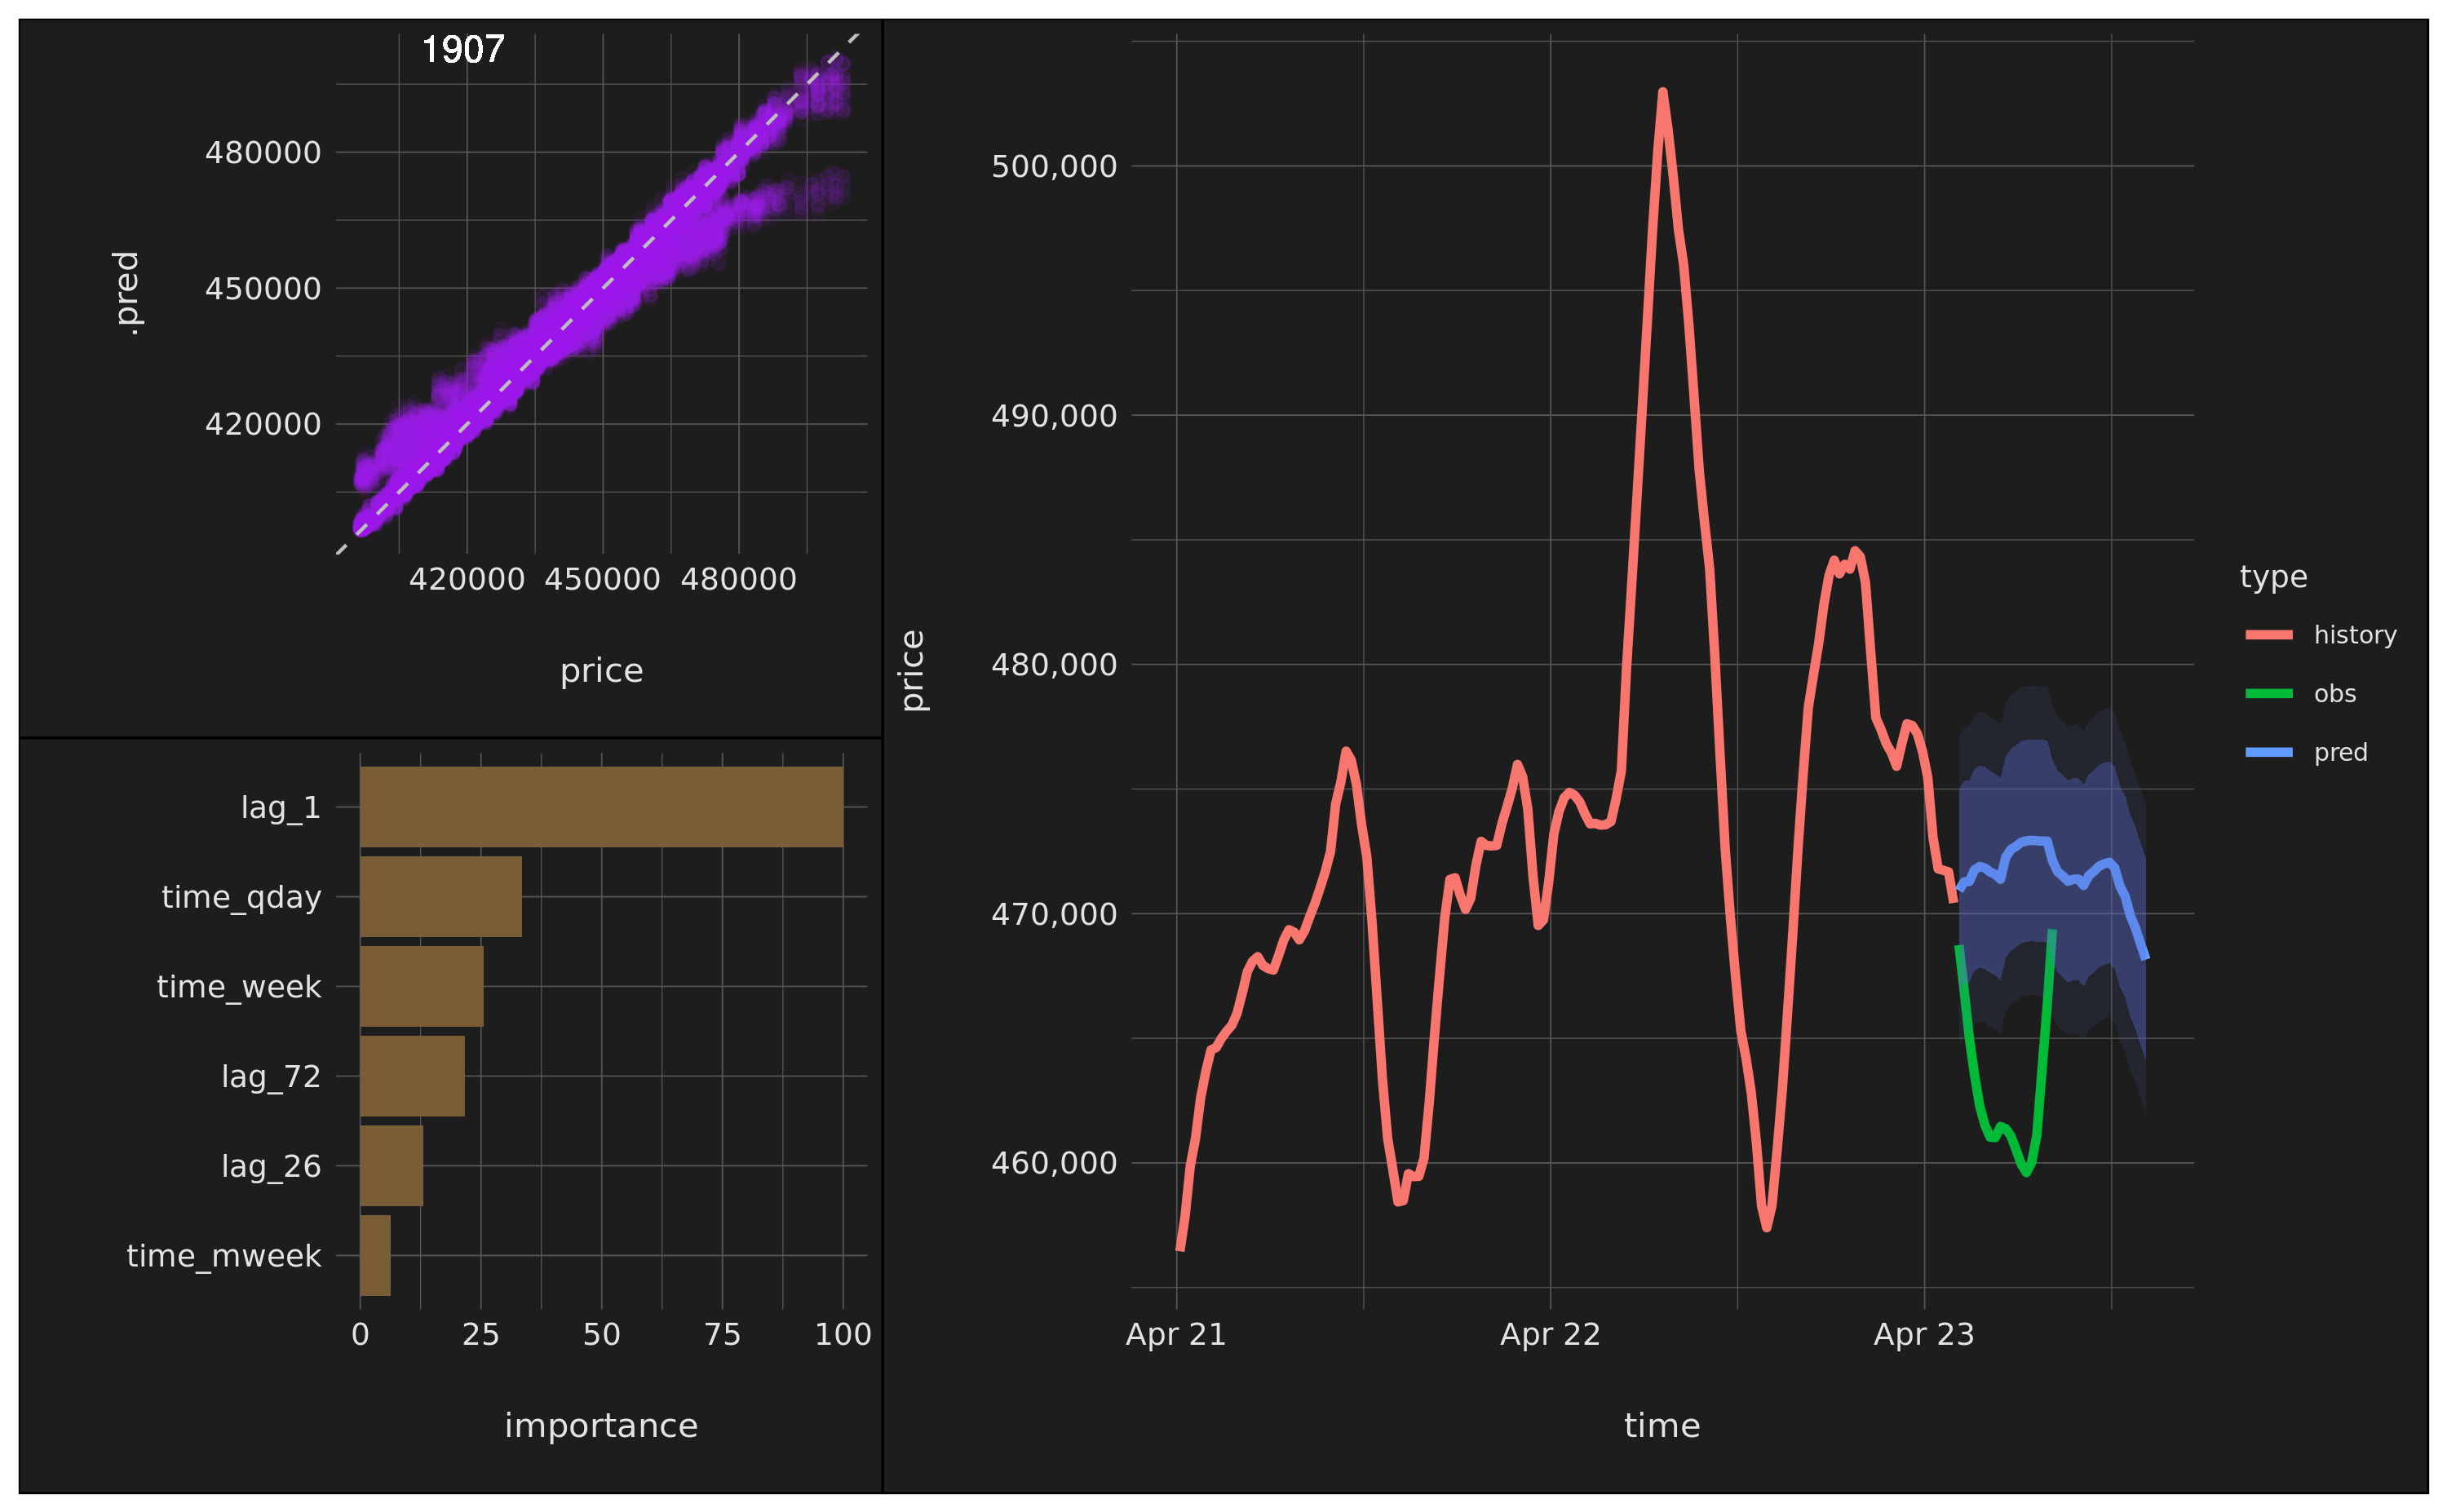 1907
480000
450000
420000
.pred
420000 450000 480000
price
lag_1
time_qday
time_week
lag_72
lag_26
time_mweek
0 25 50 75 100
importance
500,000
490,000
480,000
470,000
460,000
price
Apr 21 Apr 22 Apr 23
time
type
history
obs
pred